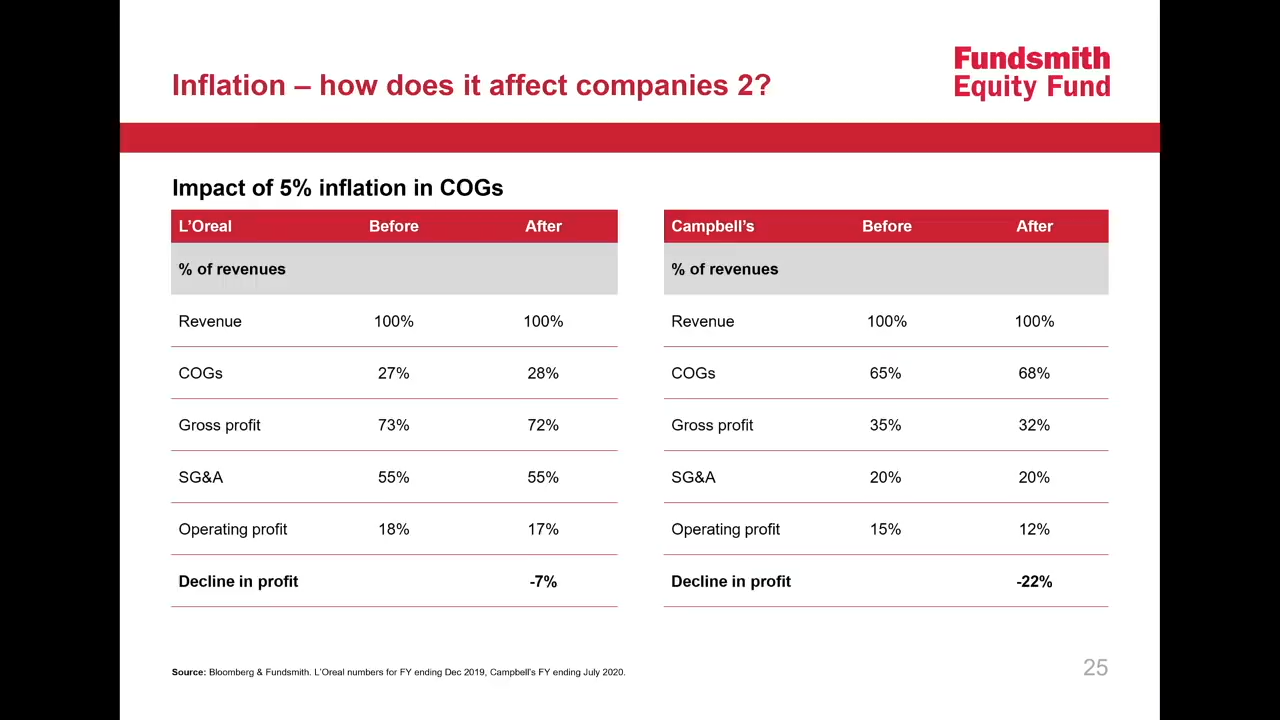 Inflation – how does it affect companies 2?
Fundsmith
Equity Fund
Impact of 5% inflation in COGs
L'Oreal Before After
% of revenues
Revenue 100% 100%
COGs 27% 28%
Gross profit 73% 72%
SG&A 55% 55%
Operating profit 18% 17%
Decline in profit -7%
Campbell's Before After
% of revenues
Revenue 100% 100%
COGs 65% 68%
Gross profit 35% 32%
SG&A 20% 20%
Operating profit 15% 12%
Decline in profit -22%
Source: Bloomberg & Fundsmith. L'Oreal numbers for FY ending Dec 2019, Campbell's FY ending July 2020.
25